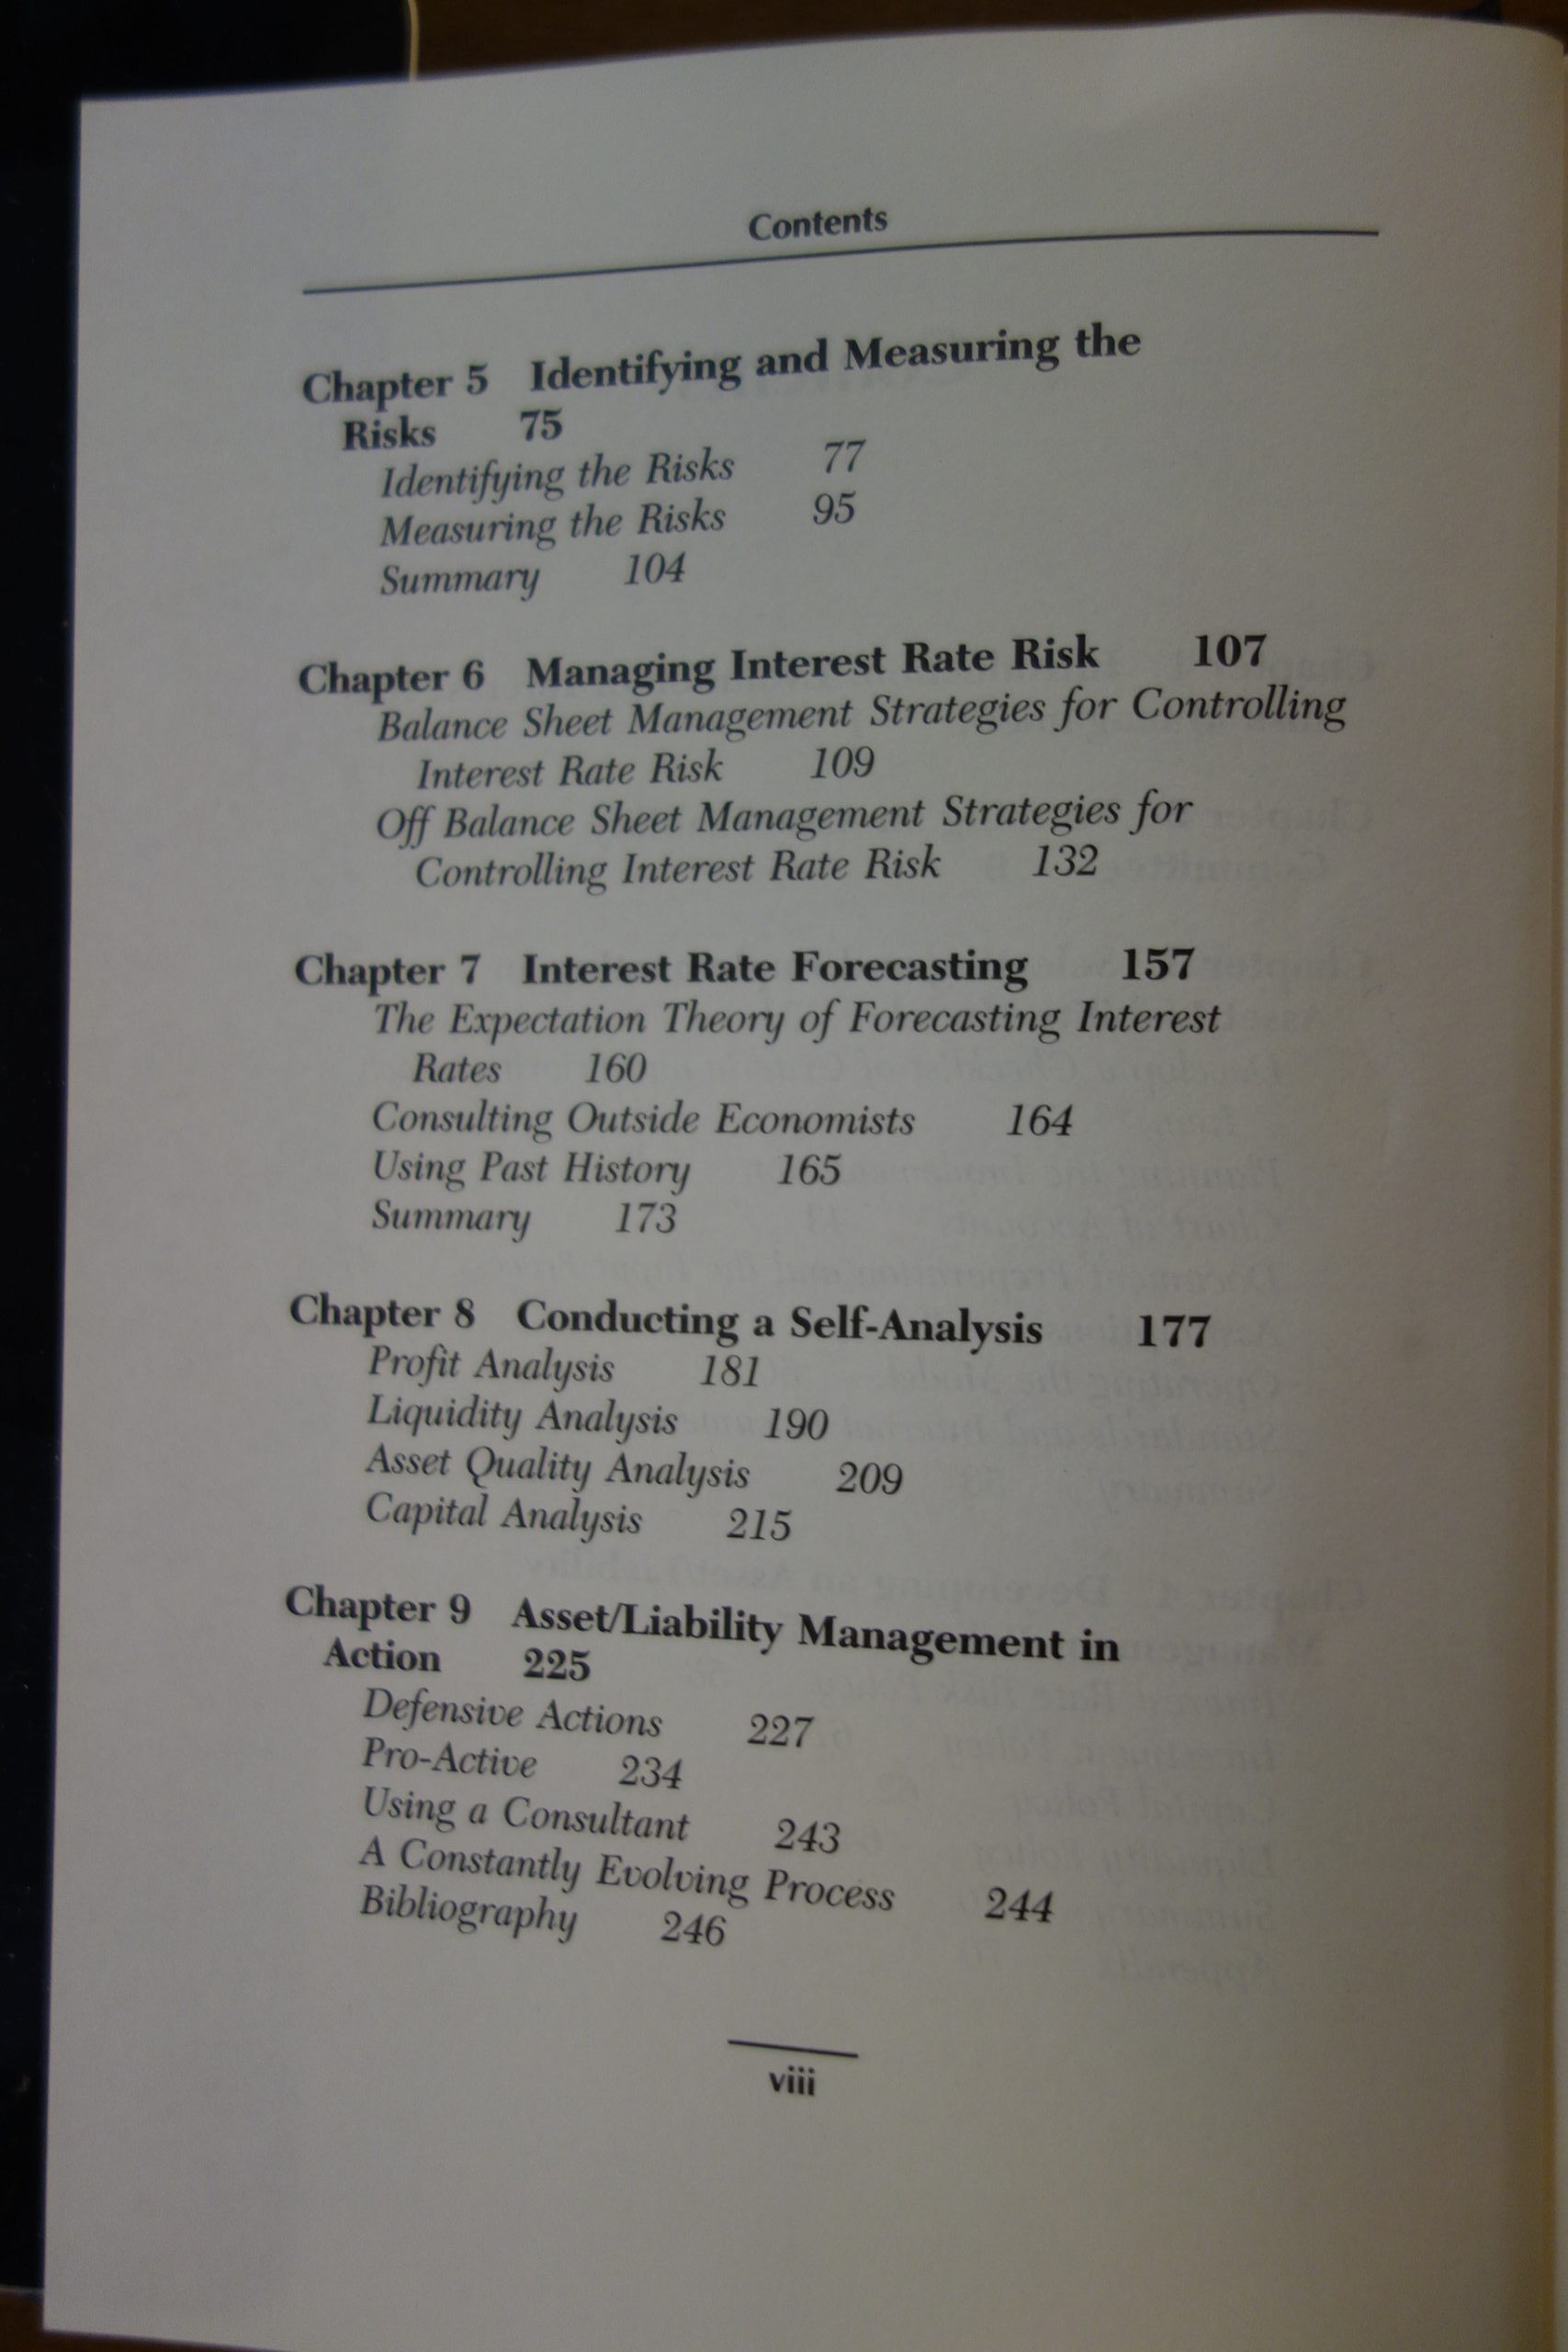 Contents
Chapter 5 Identifying and Measuring the
Risks 75
Identifying the Risks 77
Measuring the Risks 95
Summary 104
Chapter 6 Managing Interest Rate Risk 107
Balance Sheet Management Strategies for Controlling
Interest Rate Risk 109
Off Balance Sheet Management Strategies for
Controlling Interest Rate Risk 132
Chapter 7 Interest Rate Forecasting 157
The Expectation Theory of Forecasting Interest
Rates 160
Consulting Outside Economists 164
Using Past History 165
Summary 173
Chapter 8 Conducting a Self-Analysis 177
Profit Analysis 181
Liquidity Analysis 190
Asset Quality Analysis 209
Capital Analysis 215
Chapter 9 Asset/Liability Management in
Action 225
Defensive Actions 227
Pro-Active 234
Using a Consultant 243
A Constantly Evolving Process 244
Bibliography 246
viii